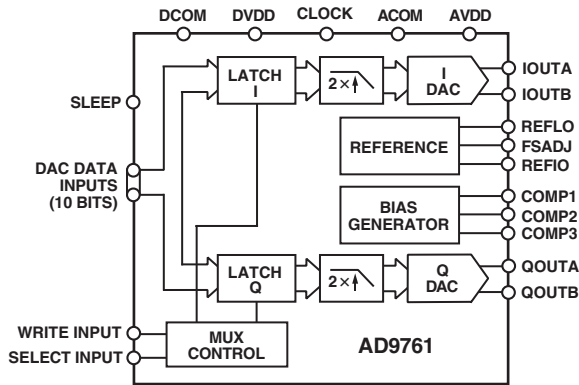 DCOM DVDD CLOCK ACOM AVDD
LATCH
I
2×
I
DAC
IOUTA
IOUTB
SLEEP
REFERENCE
REFLO
FSADJ
REFIO
DAC DATA
INPUTS
(10 BITS)
BIAS
GENERATOR
COMP1
COMP2
COMP3
LATCH
Q
2×
Q
DAC
QOUTA
QOUTB
WRITE INPUT
SELECT INPUT
MUX
CONTROL
AD9761